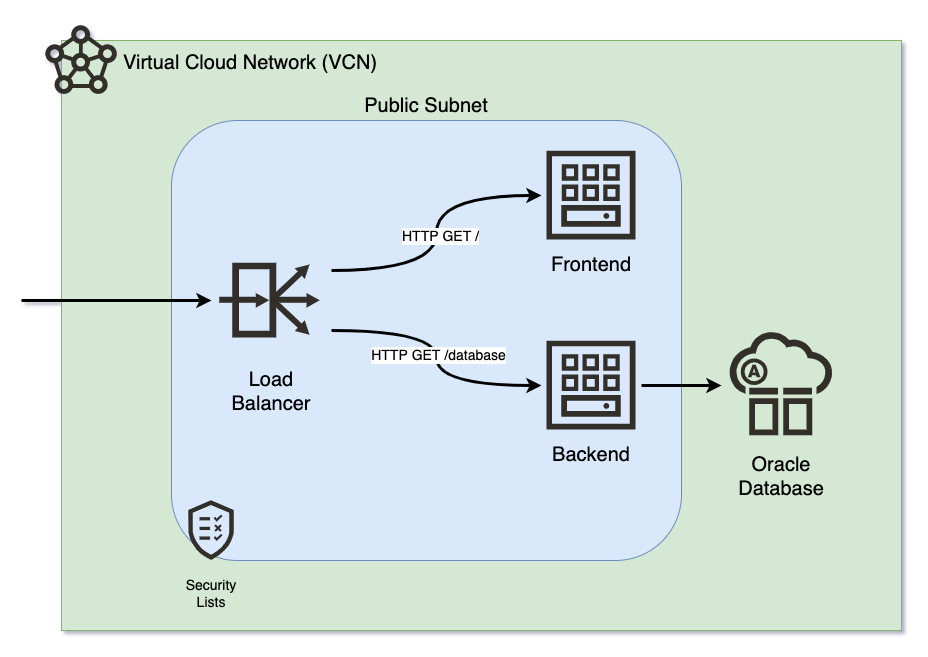 Virtual Cloud Network (VCN)
Public Subnet
HTTP GET /
Frontend
HTTP GET /database
Load
Balancer
Backend
A
Oracle
Database
Security
Lists